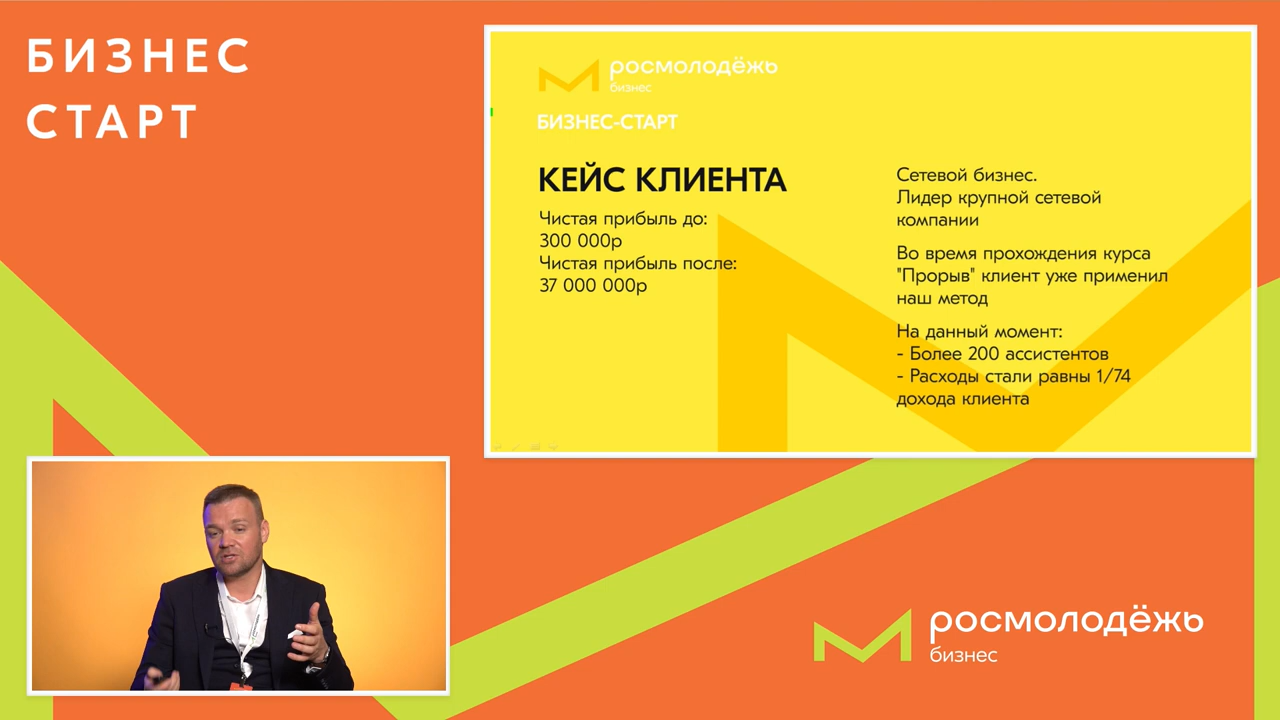 БИЗНЕС
СТАРТ
росмолодёжь
бизнес
БИЗНЕС-СТАРТ
КЕЙС КЛИЕНТА
Чистая прибыль до:
300 000р
Чистая прибыль после:
37 000 000р
Сетевой бизнес.
Лидер крупной сетевой
компании
Во время прохождения курса
"Прорыв" клиент уже применил
наш метод
На данный момент:
- Более 200 ассистентов
- Расходы стали равны 1/74
дохода клиента
росмолодёжь
бизнес